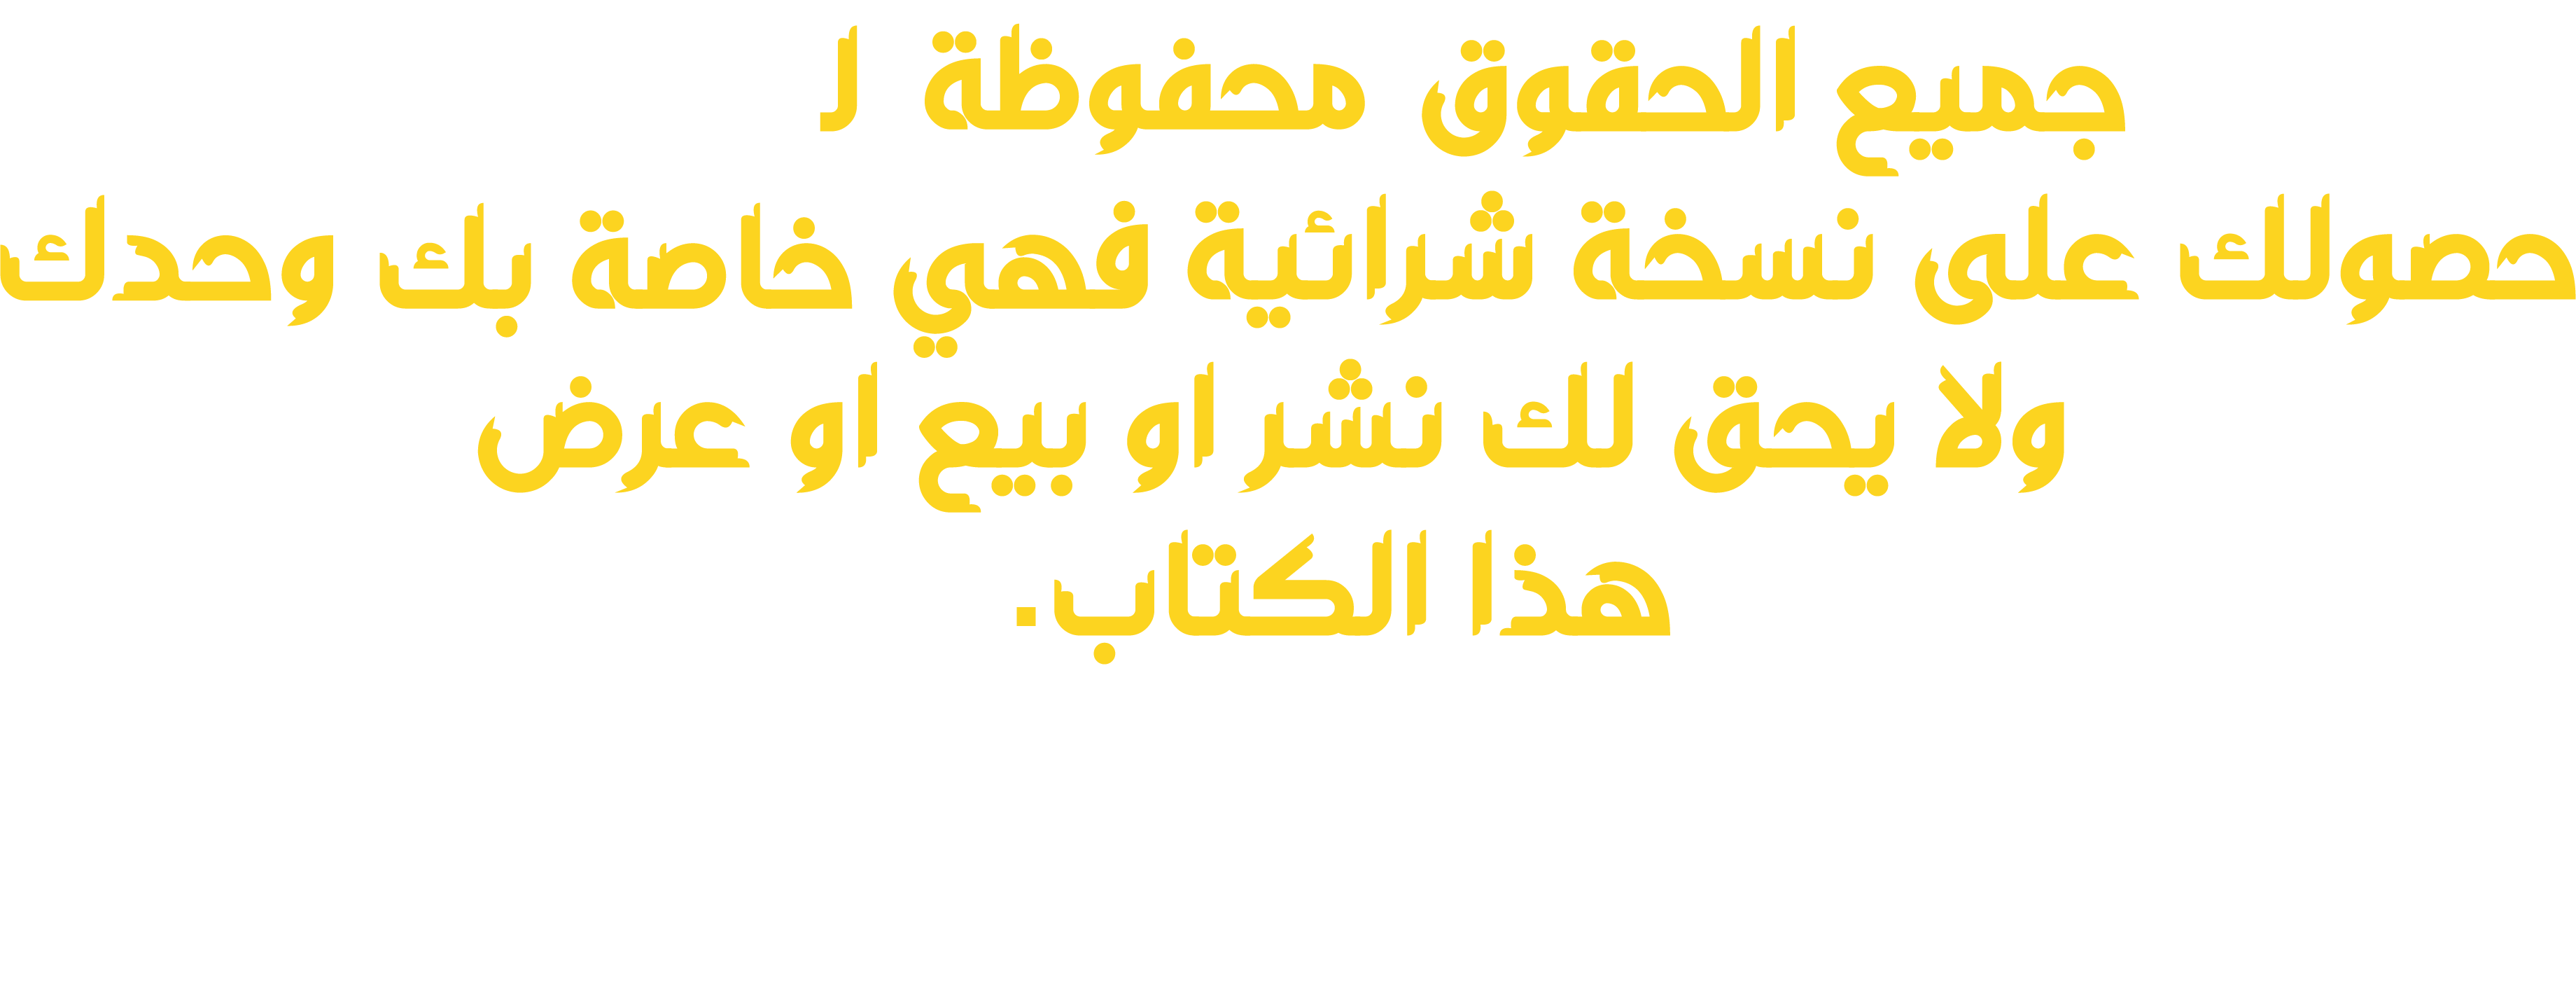 جميع الحقوق محفوظة لـ
حصولك على نسخة شرائية فهي خاصة بك وحدك
ولا يحق لك نشر او بيع او عرض
هذا الكتاب.